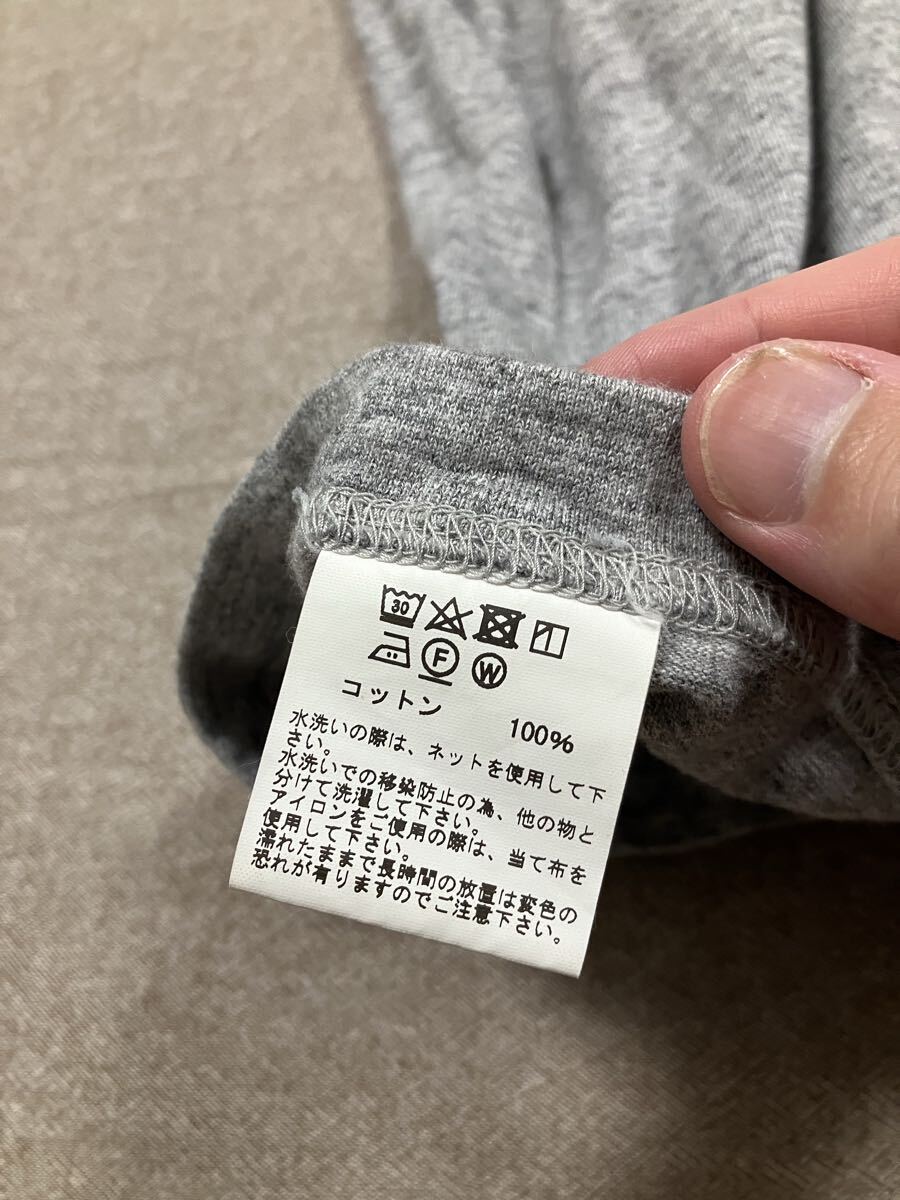 30
F W
コットン 100%
水洗いの際は、ネットを使用して下
さい。
水洗いでの移染防止の為、他の物と
分けて洗濯して下さい。
アイロンをご使用の際は、当て布を
使用して下さい。
濡れたままで長時間の放置は変色の
恐れが有りますのでご注意下さい。